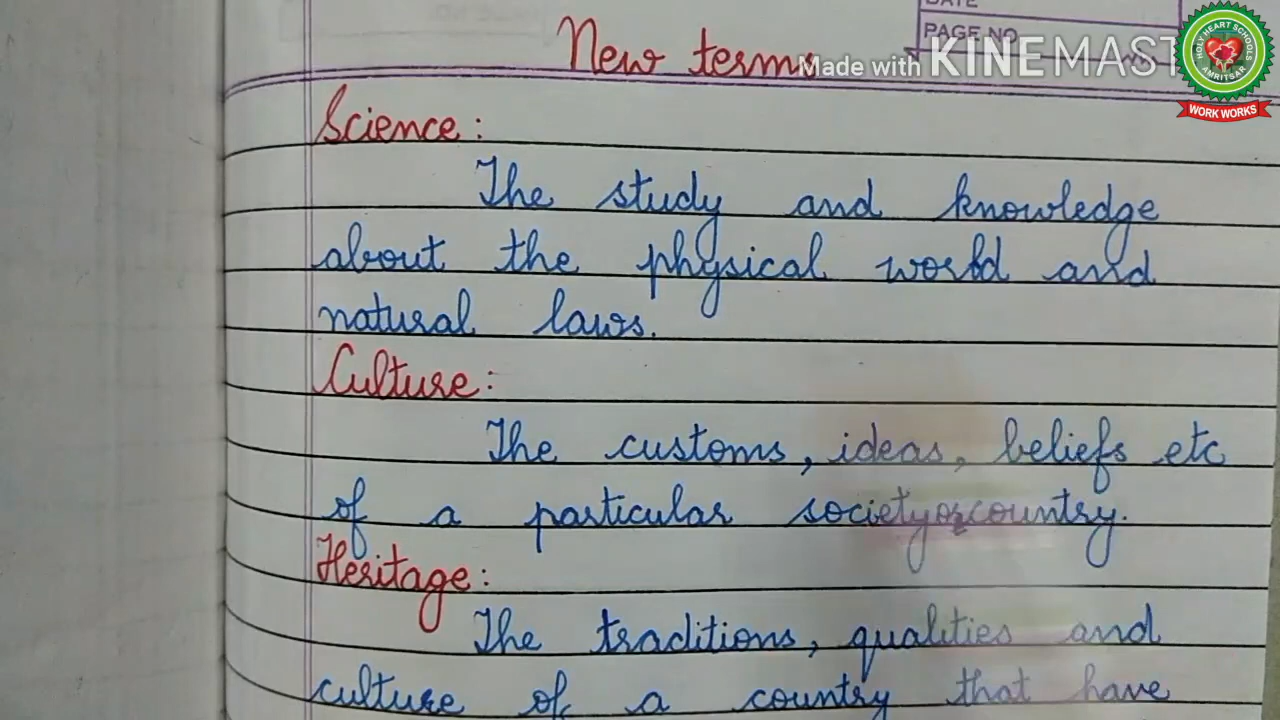 DATE
PAGE NO
New terms
Made with KINEMAST
HOLY HEART SCHOOLS
AMRITSAR
WORK WORKS
Science:
The study and knowledge
about the physical world and
natural laws.
Culture:
The customs, ideas, beliefs etc
of a particular society or country.
Heritage:
The traditions, qualities and
culture of a country that have